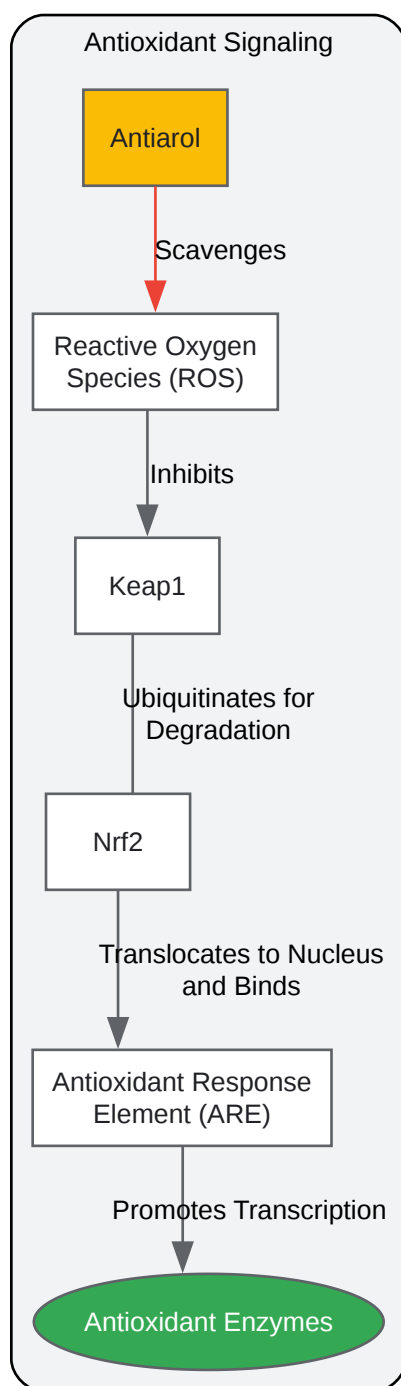 Antioxidant Signaling
Antiarol
Scavenges
Reactive Oxygen
Species (ROS)
Inhibits
Keap1
Ubiquitinates for
Degradation
Nrf2
Translocates to Nucleus
and Binds
Antioxidant Response
Element (ARE)
Promotes Transcription
Antioxidant Enzymes